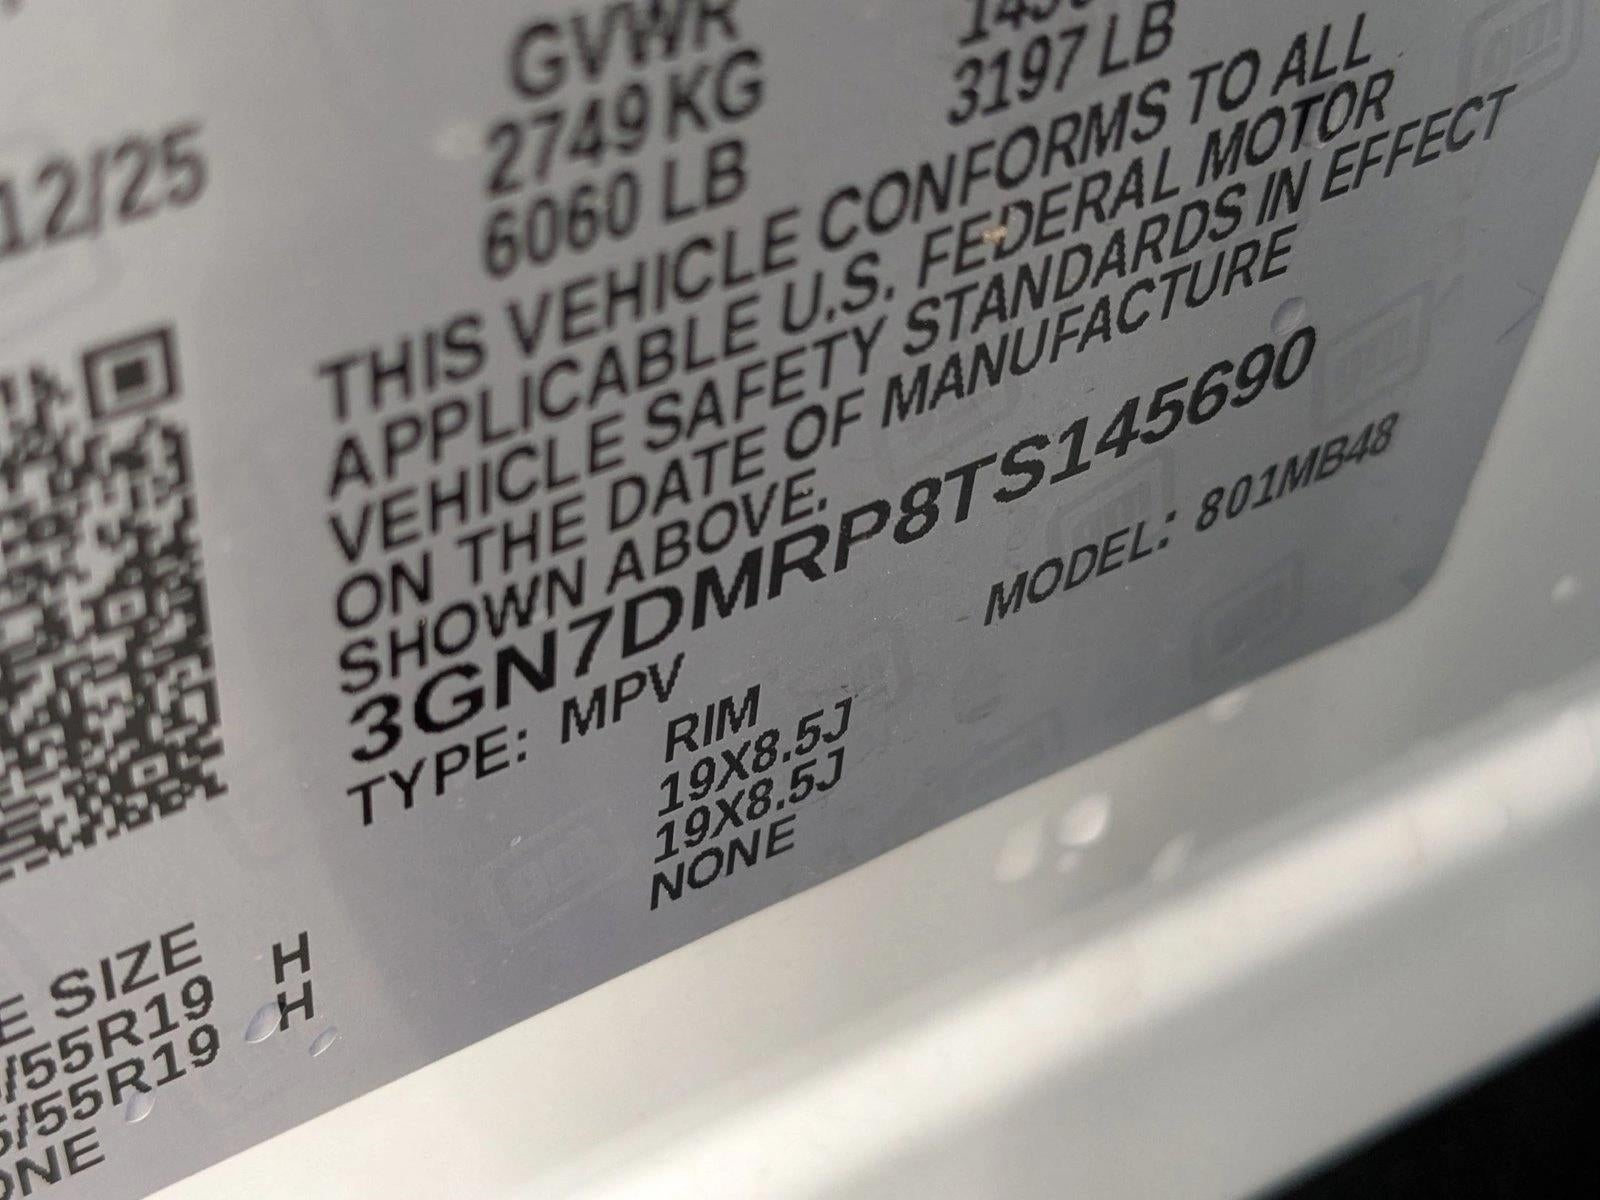 GVWR
2749 KG
6060 LB
3197 LB
12/25
THIS VEHICLE CONFORMS TO ALL
APPLICABLE U.S. FEDERAL MOTOR
VEHICLE SAFETY STANDARDS IN EFFECT
ON THE DATE OF MANUFACTURE
SHOWN ABOVE.
3GN7DMRP8TS145690
TYPE: MPV
MODEL: 801MB48
RIM
19X8.5J
19X8.5J
NONE
SIZE
/55R19 H
/55R19 H